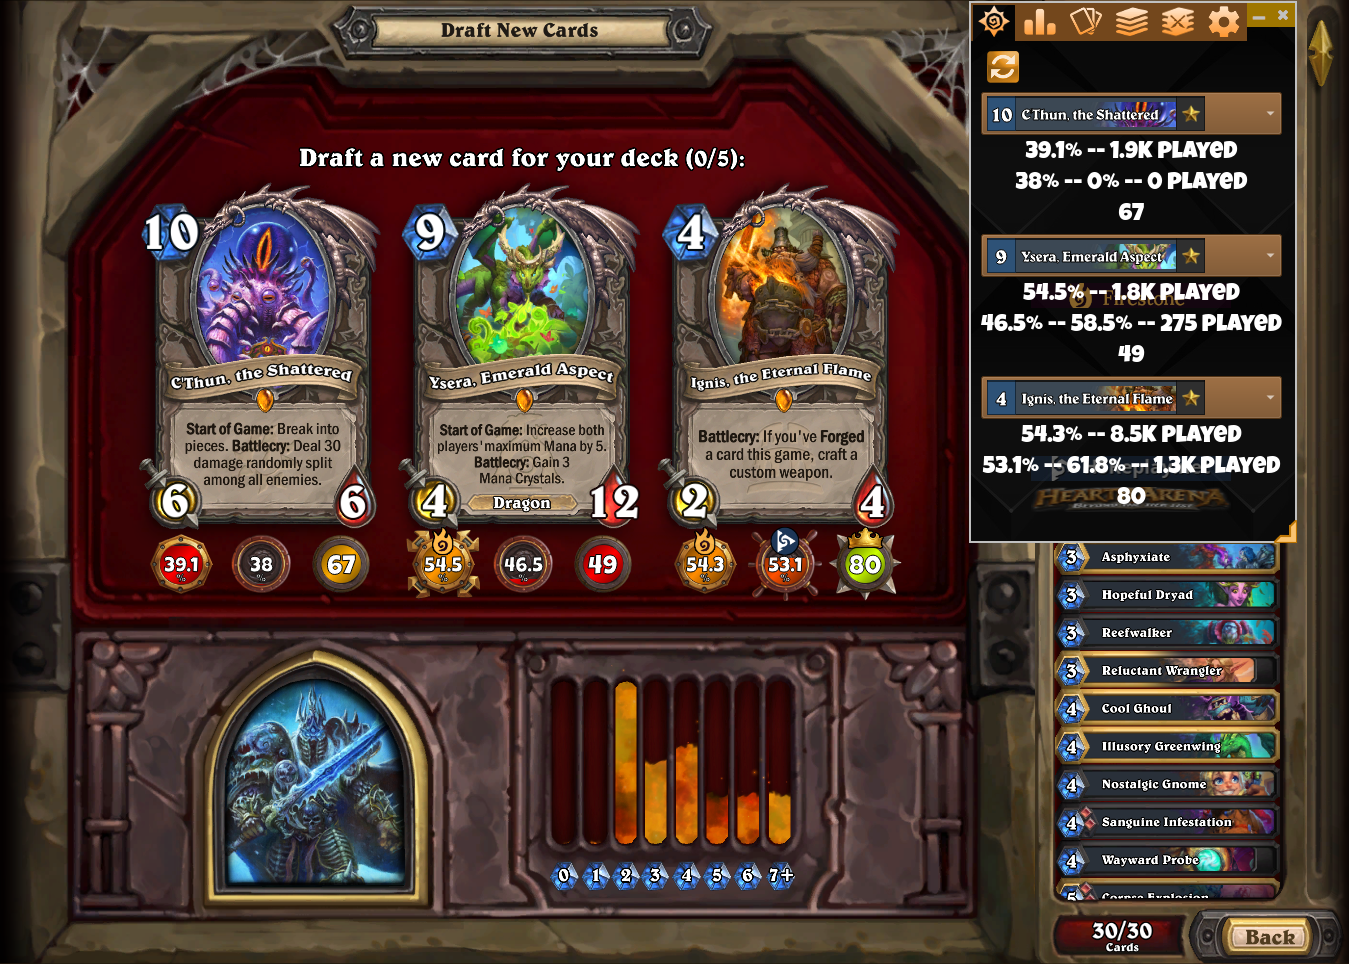 Draft New Cards
Draft a new card for your deck (0/5):
10
C'Thun, the Shattered
Start of Game: Break into
pieces. Battlecry: Deal 30
damage randomly split
among all enemies.
6
6
39.1
%
38
%
67
9
Ysera, Emerald Aspect
Start of Game: Increase both
players' maximum Mana by 5.
Battlecry: Gain 3
Mana Crystals.
Dragon
4
12
54.5
%
46.5
%
49
4
Ignis, the Eternal Flame
Battlecry: If you've Forged
a card this game, craft a
custom weapon.
2
4
54.3
%
53.1
%
80
10 C'Thun, the Shattered
39.1% -- 1.9K PLAYED
38% -- 0% -- 0 PLAYED
67
9 Ysera, Emerald Aspect
Firestone
54.5% -- 1.8K PLAYED
46.5% -- 58.5% -- 275 PLAYED
49
4 Ignis, the Eternal Flame
54.3% -- 8.5K PLAYED
53.1% -- 61.8% -- 1.3K PLAYED
80
HEARTHARENA
3 Asphyxiate
3 Hopeful Dryad
3 Reefwalker
3 Reluctant Wrangler
4 Cool Ghoul
4 Illusory Greenwing
4 Nostalgic Gnome
4 Sanguine Infestation
4 Wayward Probe
5 Corpse Explosion
0 1 2 3 4 5 6 7+
30/30
Cards
Back